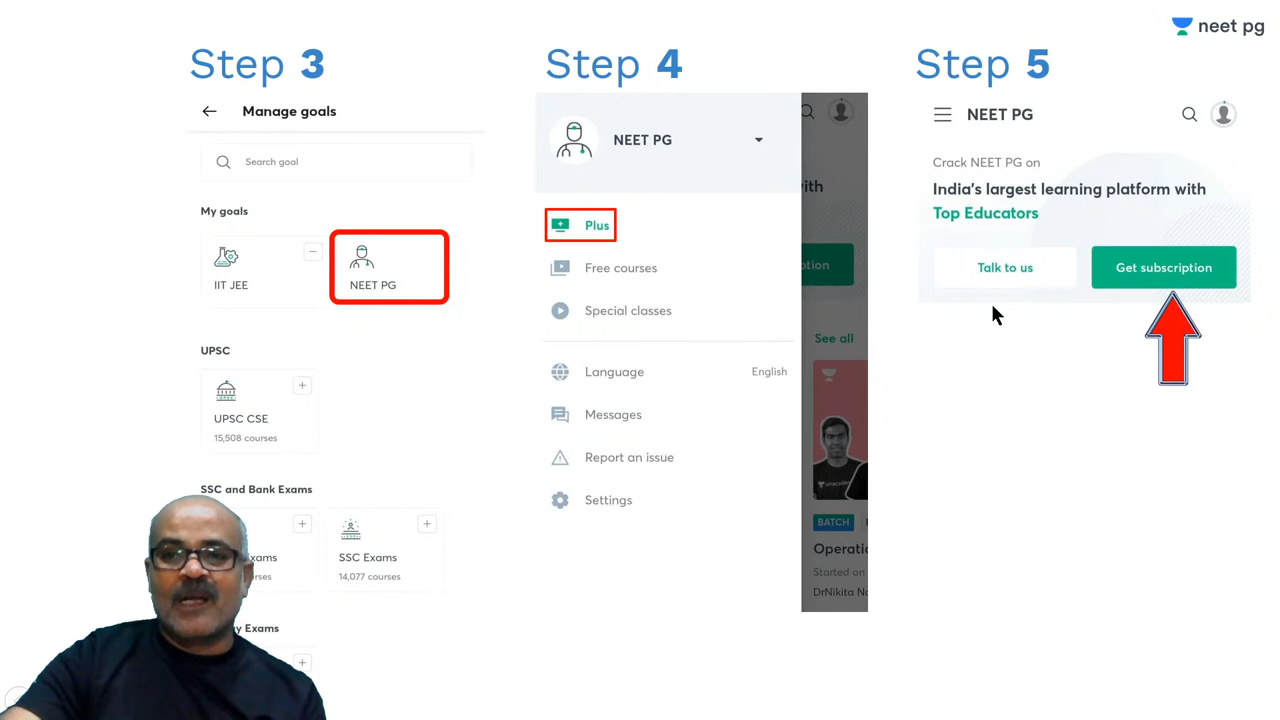 neet pg
Step 3
Manage goals
Search goal
My goals
IIT JEE
NEET PG
UPSC
UPSC CSE
15,508 courses
SSC and Bank Exams
SSC Exams
14,077 courses
Exams
Step 4
NEET PG
Plus
Free courses
Special classes
Language English
Messages
Report an issue
Settings
See all
BATCH
Started on
Step 5
NEET PG
Crack NEET PG on
India's largest learning platform with
Top Educators
Talk to us
Get subscription